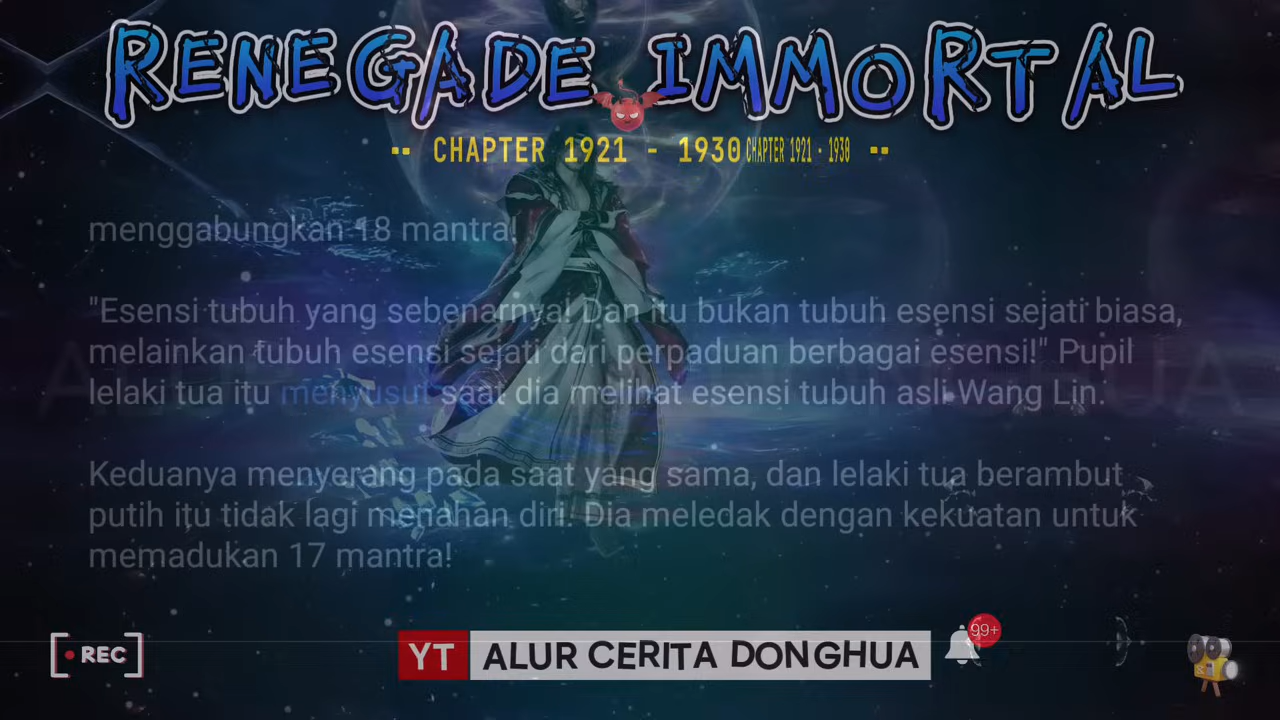 RENEGADE IMMORTAL
CHAPTER 1921 - 1930 CHAPTER 1921 - 1930
menggabungkan 18 mantra!
"Esensi tubuh yang sebenarnya! Dan itu bukan tubuh esensi sejati biasa,
melainkan tubuh esensi sejati dari perpaduan berbagai esensi!" Pupil
lelaki tua itu menyusut saat dia melihat esensi tubuh asli Wang Lin.
Keduanya menyerang pada saat yang sama, dan lelaki tua berambut
putih itu tidak lagi menahan diri. Dia meledak dengan kekuatan untuk
memadukan 17 mantra!
REC
YT ALUR CERITA DONGHUA
99+